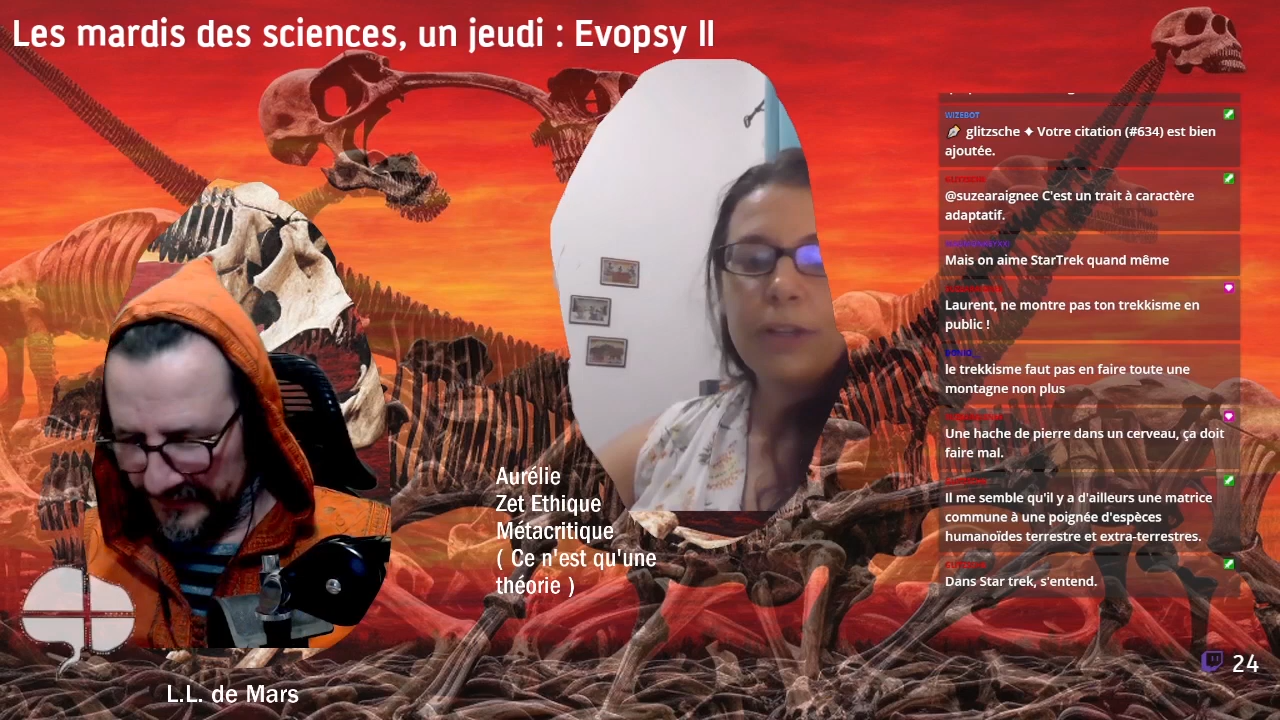 Les mardis des sciences, un jeudi : Evopsy II
WIZEBOT
glitzsche ✦ Votre citation (#634) est bien
ajoutée.
@suzearaignee C'est un trait à caractère
adaptatif.
Mais on aime StarTrek quand même
Laurent, ne montre pas ton trekkisme en
public !
le trekkisme faut pas en faire toute une
montagne non plus
Une hache de pierre dans un cerveau, ça doit
faire mal.
Il me semble qu'il y a d'ailleurs une matrice
commune à une poignée d'espèces
humanoïdes terrestre et extra-terrestres.
Dans Star trek, s'entend.
Aurélie
Zet Ethique
Métacritique
( Ce n'est qu'une
théorie )
24
L.L. de Mars